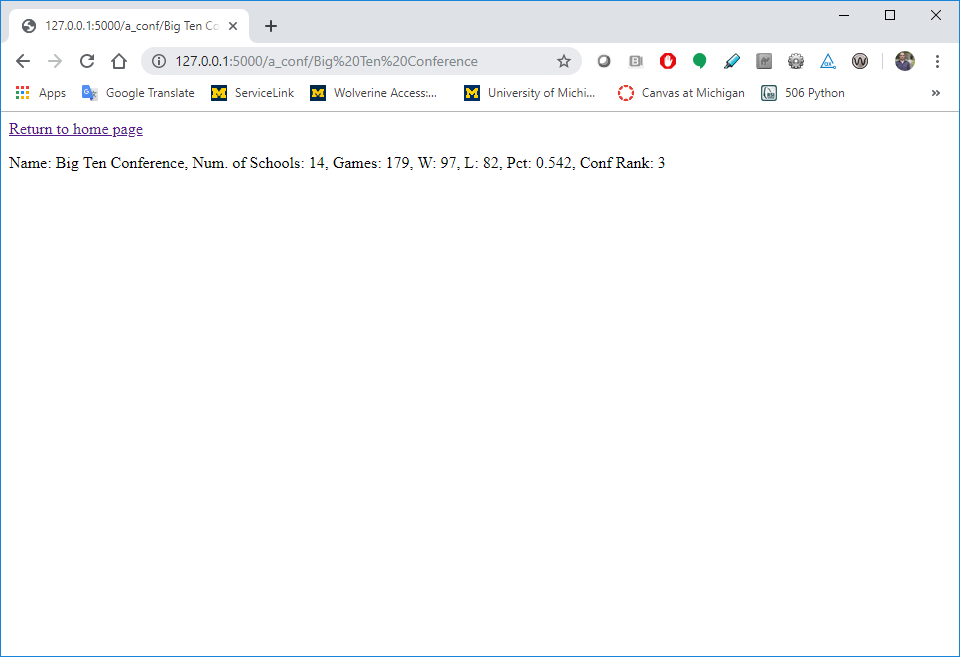 127.0.0.1:5000/a_conf/Big Ten Co
127.0.0.1:5000/a_conf/Big%20Ten%20Conference
Apps Google Translate ServiceLink Wolverine Access:... University of Michi... Canvas at Michigan 506 Python »
Return to home page
Name: Big Ten Conference, Num. of Schools: 14, Games: 179, W: 97, L: 82, Pct: 0.542, Conf Rank: 3